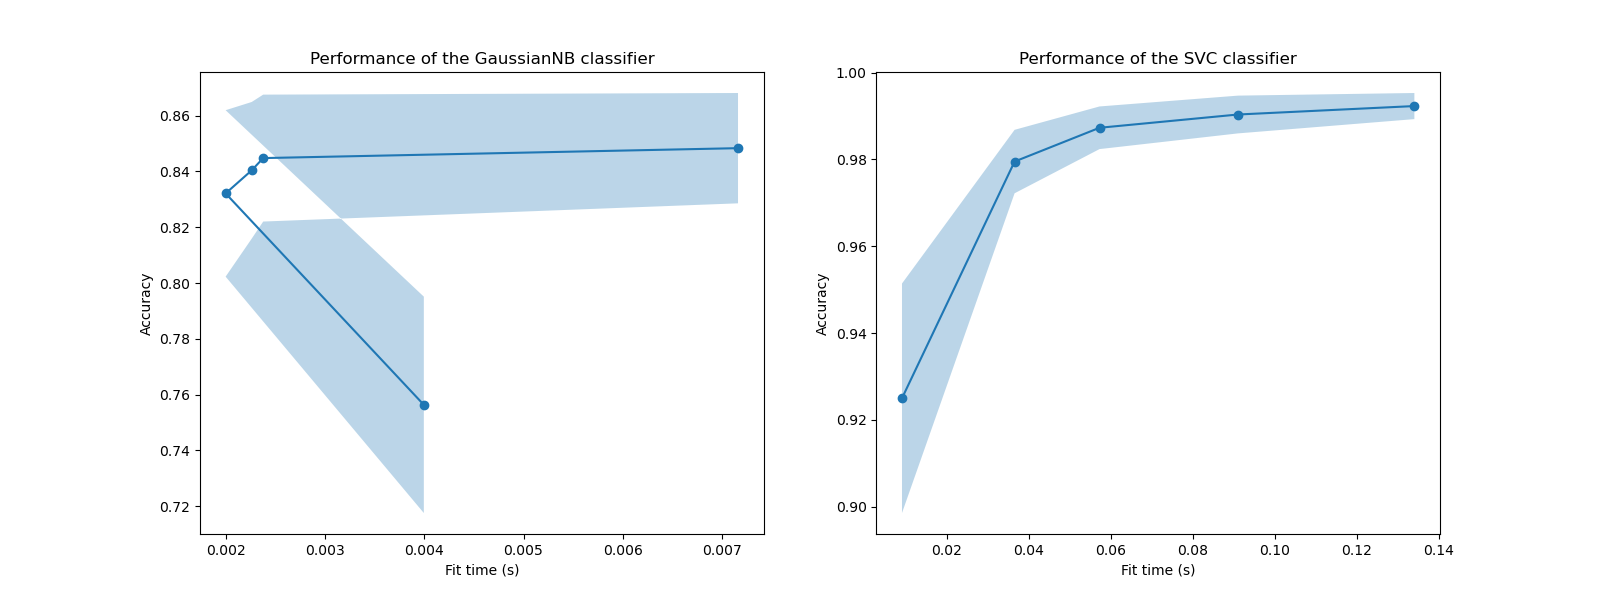 Performance of the GaussianNB classifier
Accuracy
0.86
0.84
0.82
0.80
0.78
0.76
0.74
0.72
0.002 0.003 0.004 0.005 0.006 0.007
Fit time (s)
Performance of the SVC classifier
Accuracy
1.00
0.98
0.96
0.94
0.92
0.90
0.02 0.04 0.06 0.08 0.10 0.12 0.14
Fit time (s)